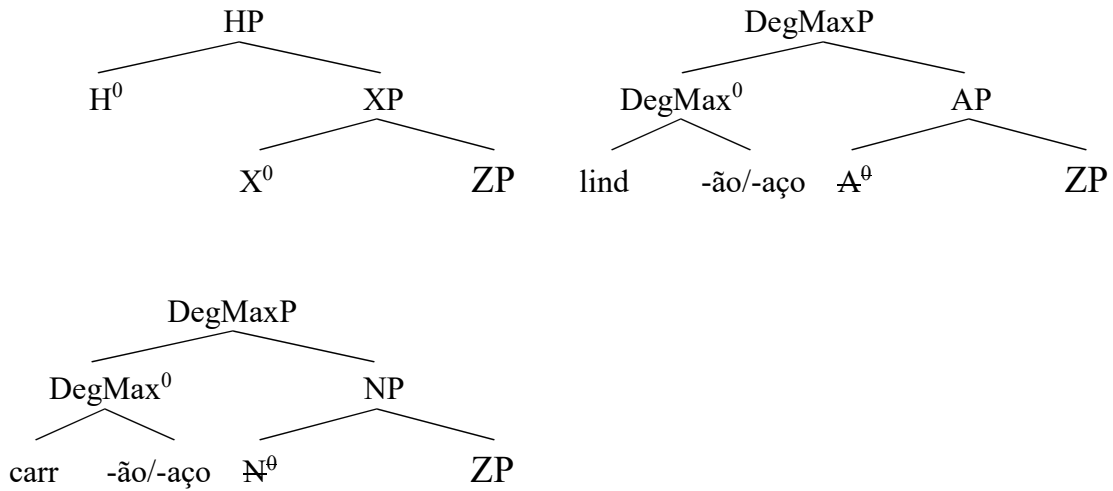 HP DegMaxP
H⁰ XP DegMax⁰ AP
X⁰ ZP lind -ão/-aço A⁰ ZP
DegMaxP
DegMax⁰ NP
carr -ão/-aço N⁰ ZP